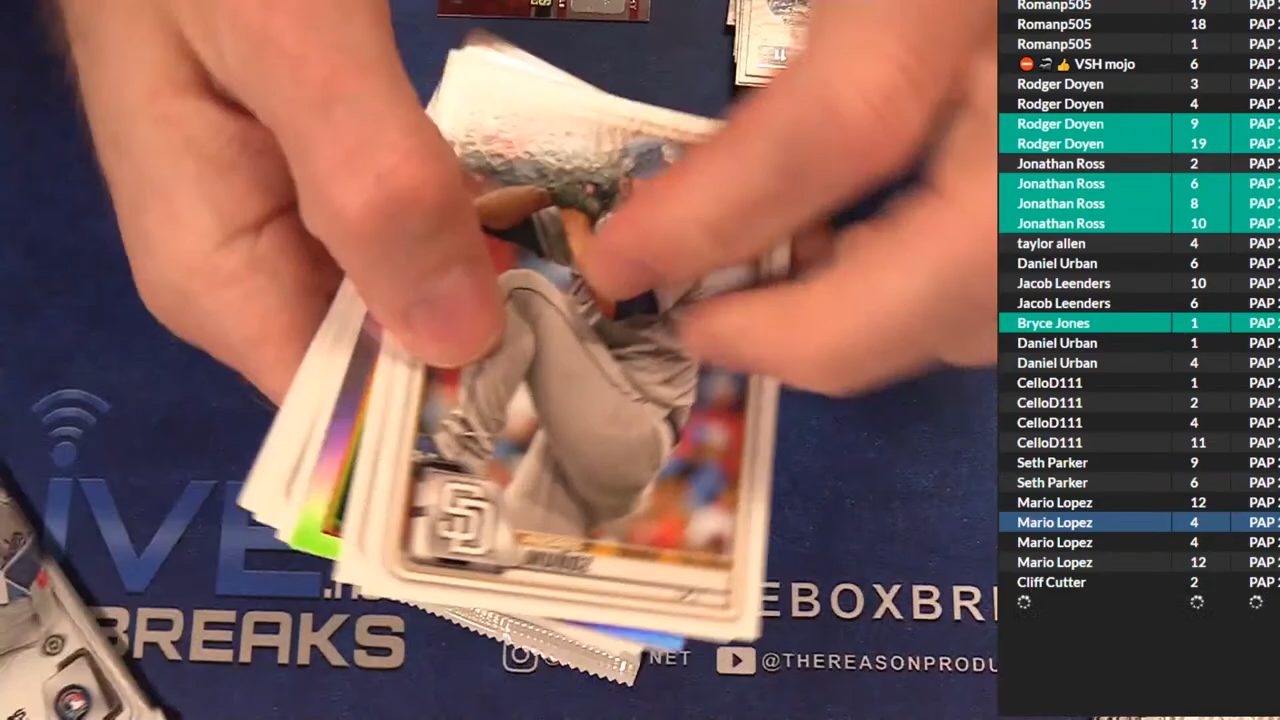 Romanp505 19 PAP
Romanp505 18 PAP
Romanp505 1 PAP
⛔ 👍 VSH mojo 6 PAP
Rodger Doyen 3 PAP
Rodger Doyen 4 PAP
Rodger Doyen 9 PAP
Rodger Doyen 19 PAP
Jonathan Ross 2 PAP
Jonathan Ross 6 PAP
Jonathan Ross 8 PAP
Jonathan Ross 10 PAP
taylor allen 4 PAP
Daniel Urban 6 PAP
Jacob Leenders 10 PAP
Jacob Leenders 6 PAP
Bryce Jones 1 PAP
Daniel Urban 1 PAP
Daniel Urban 4 PAP
CelloD111 1 PAP
CelloD111 2 PAP
CelloD111 4 PAP
CelloD111 11 PAP
Seth Parker 9 PAP
Seth Parker 6 PAP
Mario Lopez 12 PAP
Mario Lopez 4 PAP
Mario Lopez 4 PAP
Mario Lopez 12 PAP
Cliff Cutter 2 PAP
SD
iVE
BREAKS
EBOXBR
NET @THEREASONPRODU